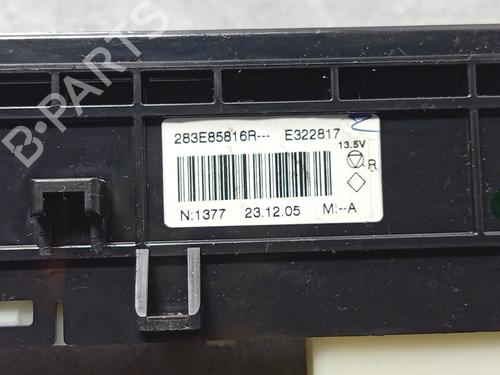 B-PARTS
283E85816R--- E322817
13.5V
R
N:1377 23.12.05 M:--A